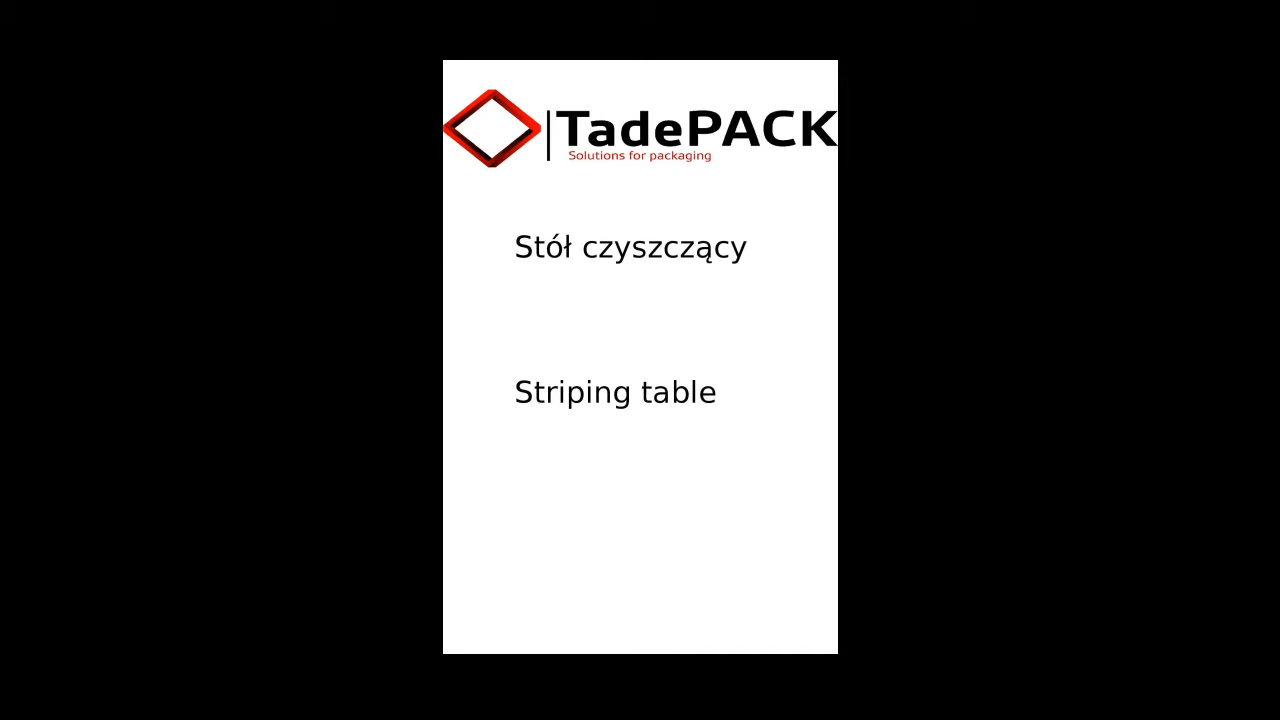 TadePACK
Solutions for packaging
Stół czyszczący
Striping table